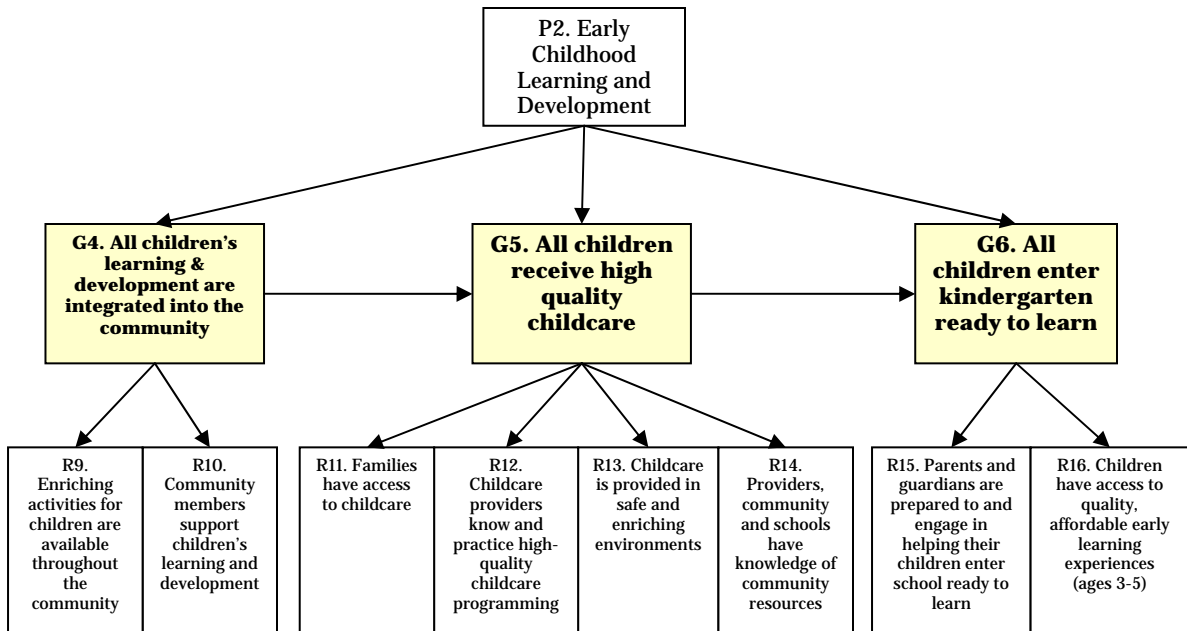 P2. Early
Childhood
Learning and
Development
G4. All children’s
learning &
development are
integrated into the
community
G5. All children
receive high
quality
childcare
G6. All
children enter
kindergarten
ready to learn
R9.
Enriching
activities for
children are
available
throughout
the
community
R10.
Community
members
support
children’s
learning and
development
R11. Families
have access
to childcare
R12.
Childcare
providers
know and
practice high-
quality
childcare
programming
R13. Childcare
is provided in
safe and
enriching
environments
R14.
Providers,
community
and schools
have
knowledge of
community
resources
R15. Parents and
guardians are
prepared to and
engage in
helping their
children enter
school ready to
learn
R16. Children
have access to
quality,
affordable early
learning
experiences
(ages 3-5)